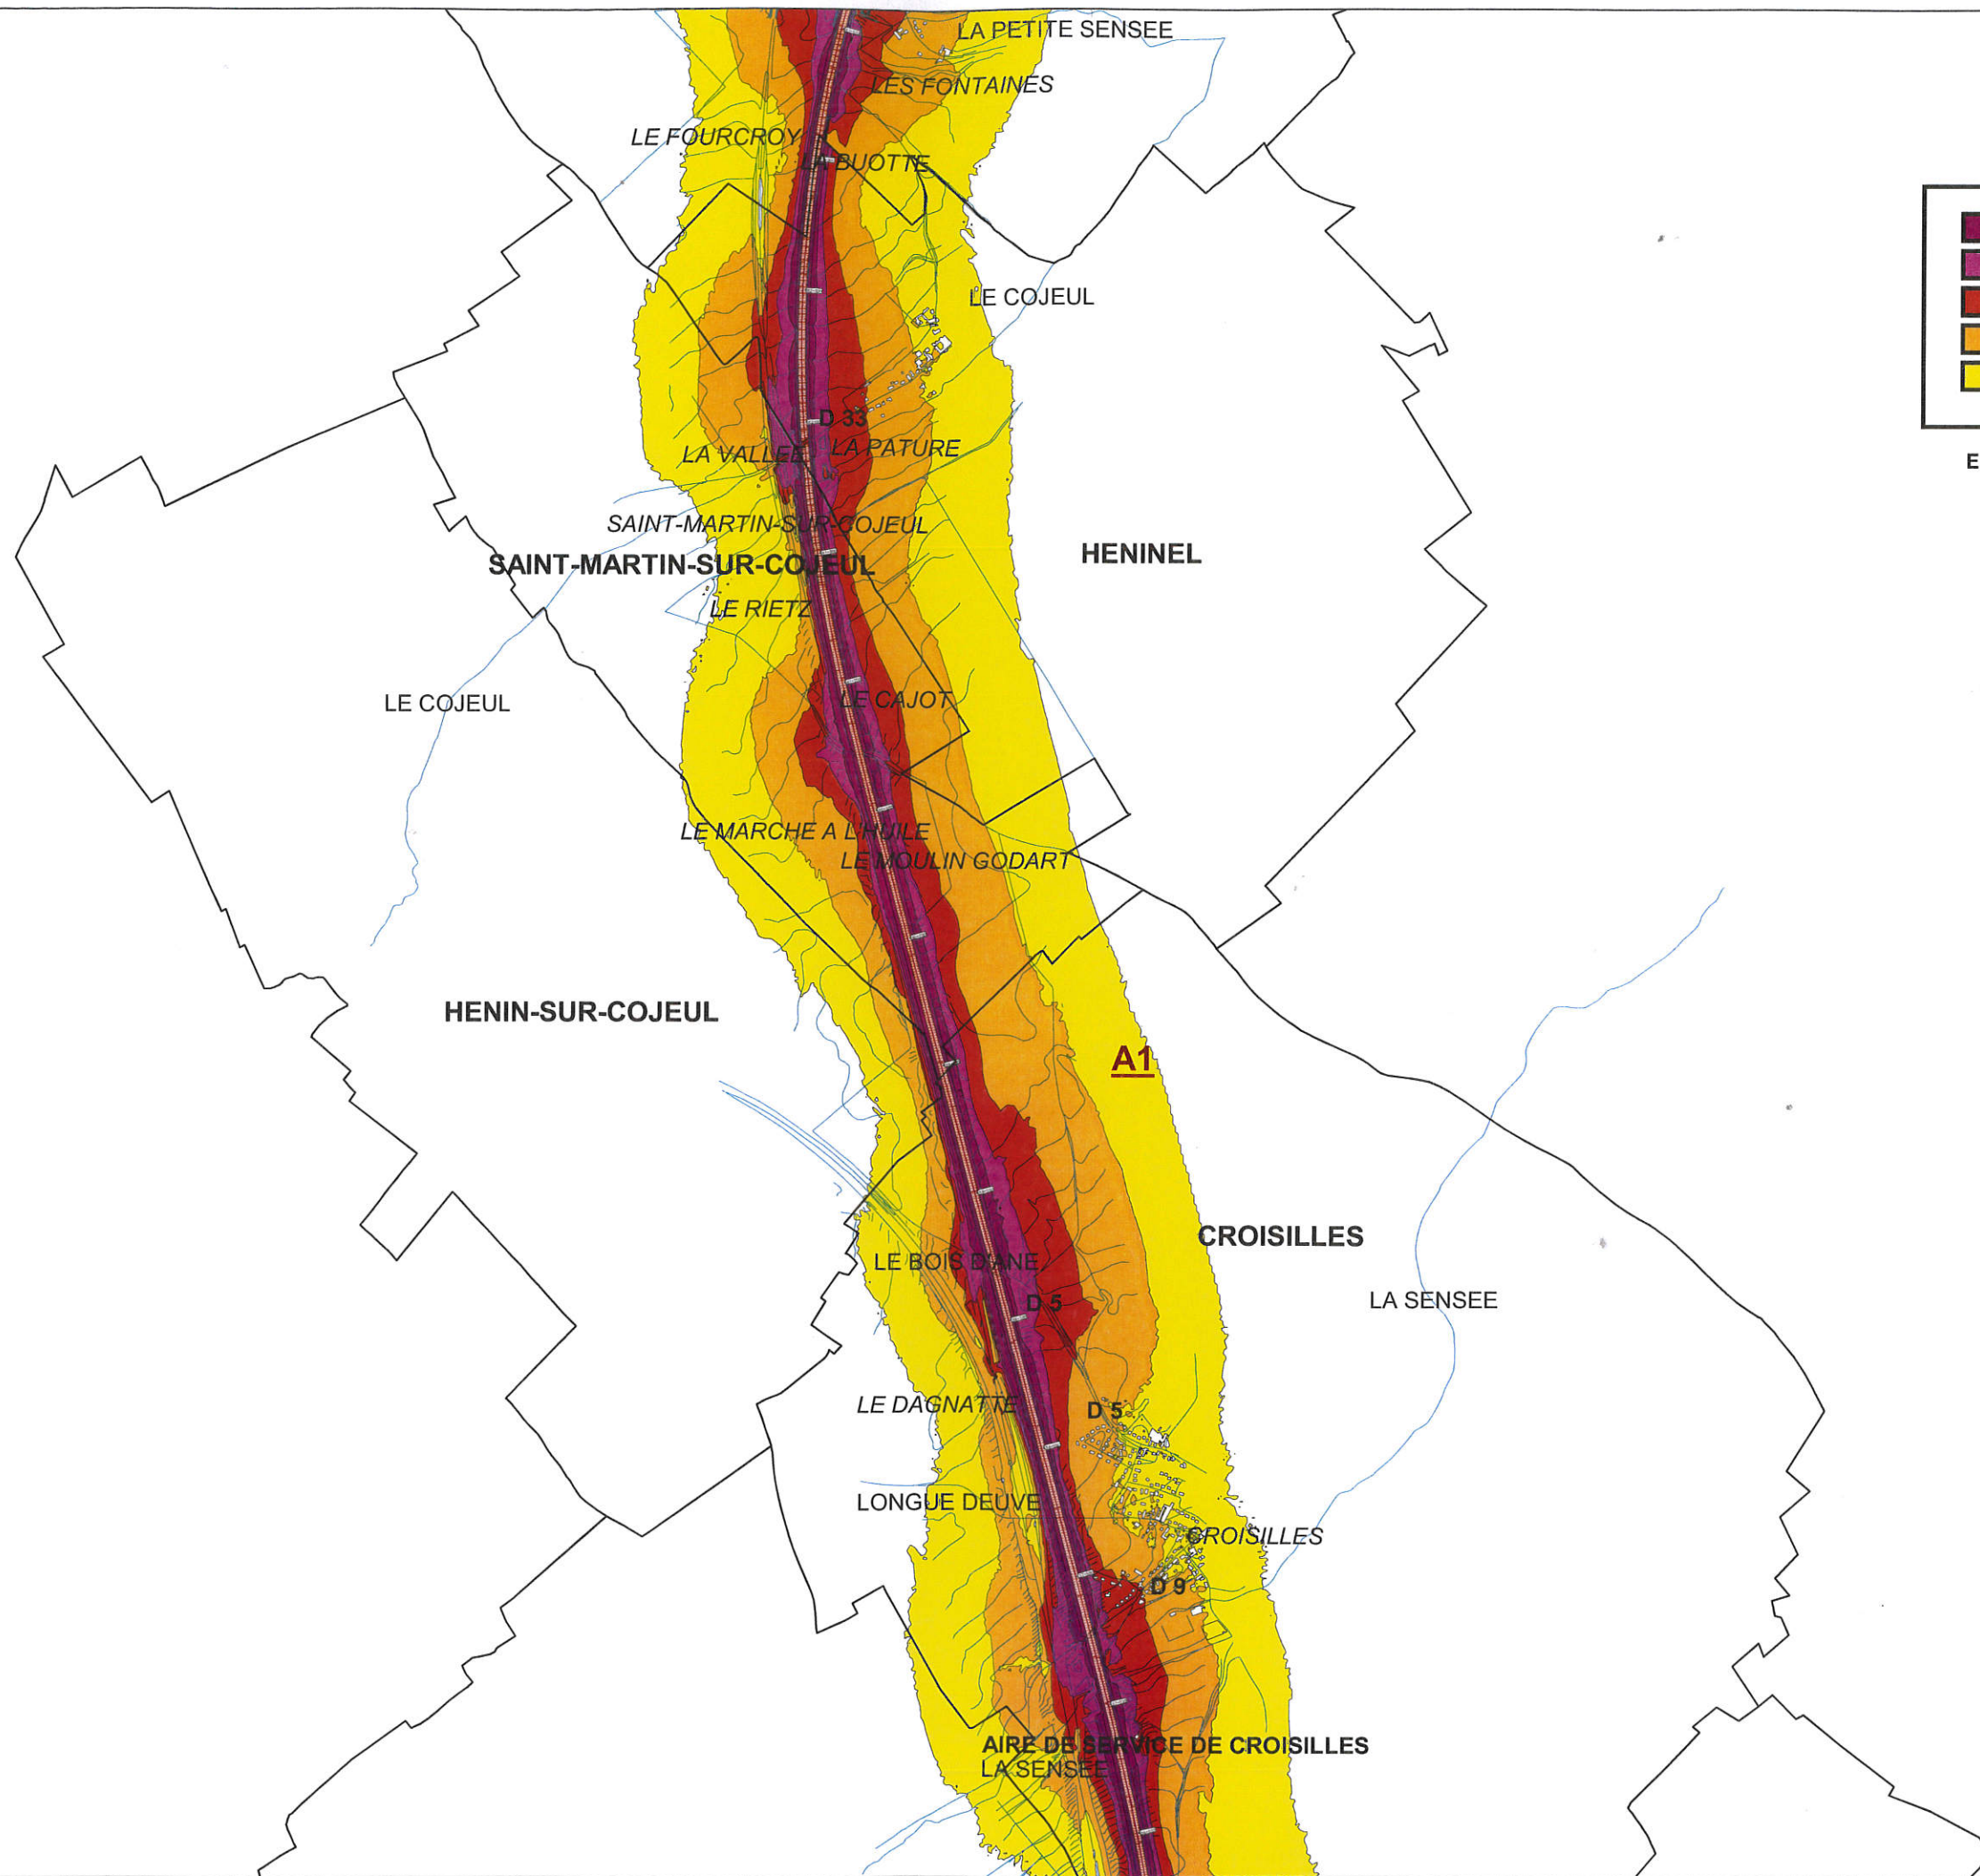 LA PETITE SENSEE
LES FONTAINES
LE FOURCROY
LA BUOTTE
LE COJEUL
D 33
LA VALLEE
LA PATURE
E
SAINT-MARTIN-SUR-COJEUL
SAINT-MARTIN-SUR-COJEUL
HENINEL
LE RIETZ
LE COJEUL
LE CAJOT
LE MARCHE A L'HUILE
LE MOULIN GODART
HENIN-SUR-COJEUL
A1
CROISILLES
LE BOIS D'ANE
D 5
LA SENSEE
LE DAGNATTE
D 5
LONGUE DEUVE
CROISILLES
D 9
AIRE DE SERVICE DE CROISILLES
LA SENSEE